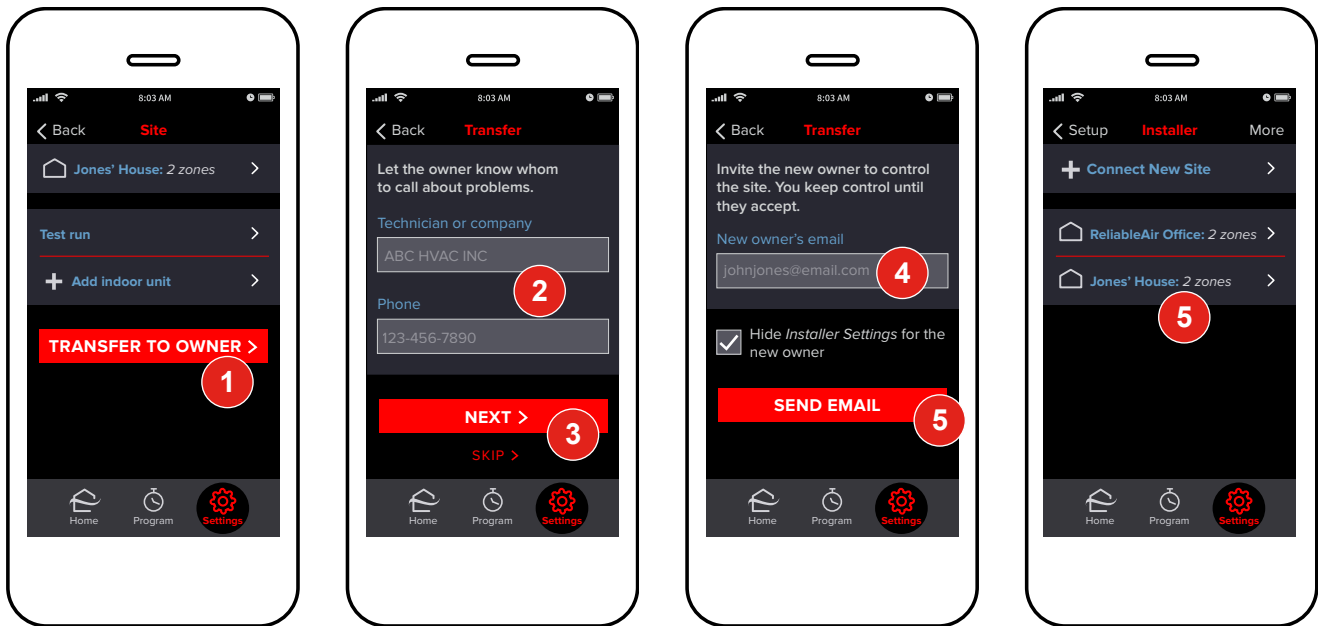 8:03 AM
Back Site
Jones' House: 2 zones
Test run
Add indoor unit
TRANSFER TO OWNER
1
Home Program Settings
8:03 AM
Back Transfer
Let the owner know whom
to call about problems.
Technician or company
ABC HVAC INC
2
Phone
123-456-7890
NEXT
3
SKIP
Home Program Settings
8:03 AM
Back Transfer
Invite the new owner to control
the site. You keep control until
they accept.
New owner's email
johnjones@email.com
4
Hide Installer Settings for the
new owner
SEND EMAIL
5
Home Program Settings
8:03 AM
Setup Installer More
Connect New Site
ReliableAir Office: 2 zones
Jones' House: 2 zones
5
Home Program Settings